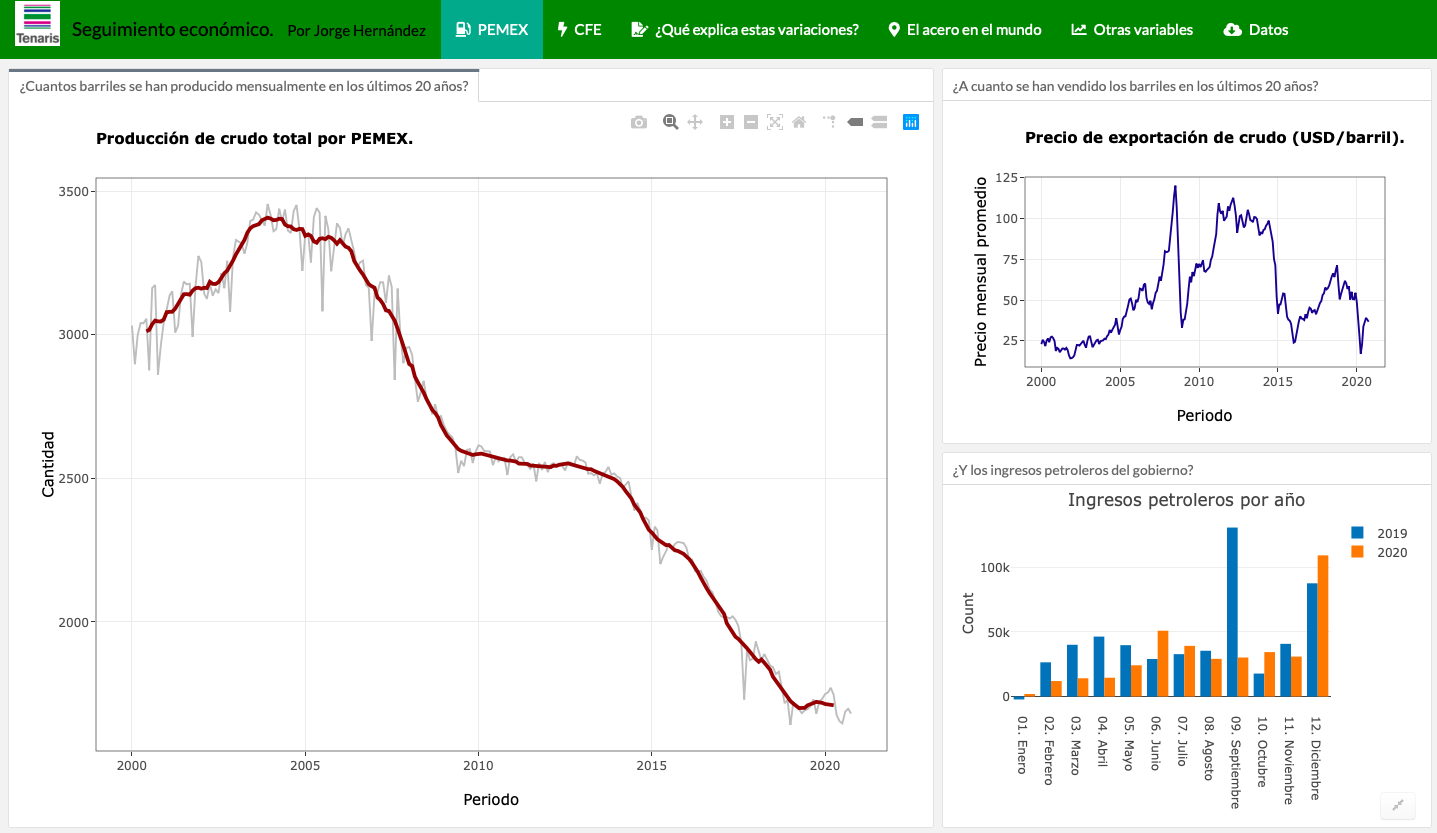 Tenaris
Seguimiento económico. Por Jorge Hernández
PEMEX
CFE
¿Qué explica estas variaciones?
El acero en el mundo
Otras variables
Datos
¿Cuantos barriles se han producido mensualmente en los últimos 20 años?
Producción de crudo total por PEMEX.
3500
3000
2500
2000
Cantidad
2000 2005 2010 2015 2020
Periodo
¿A cuanto se han vendido los barriles en los últimos 20 años?
Precio de exportación de crudo (USD/barril).
125
100
75
50
25
Precio mensual promedio
2000 2005 2010 2015 2020
Periodo
¿Y los ingresos petroleros del gobierno?
Ingresos petroleros por año
2019
2020
100k
50k
0
Count
01. Enero
02. Febrero
03. Marzo
04. Abril
05. Mayo
06. Junio
07. Julio
08. Agosto
09. Septiembre
10. Octubre
11. Noviembre
12. Diciembre